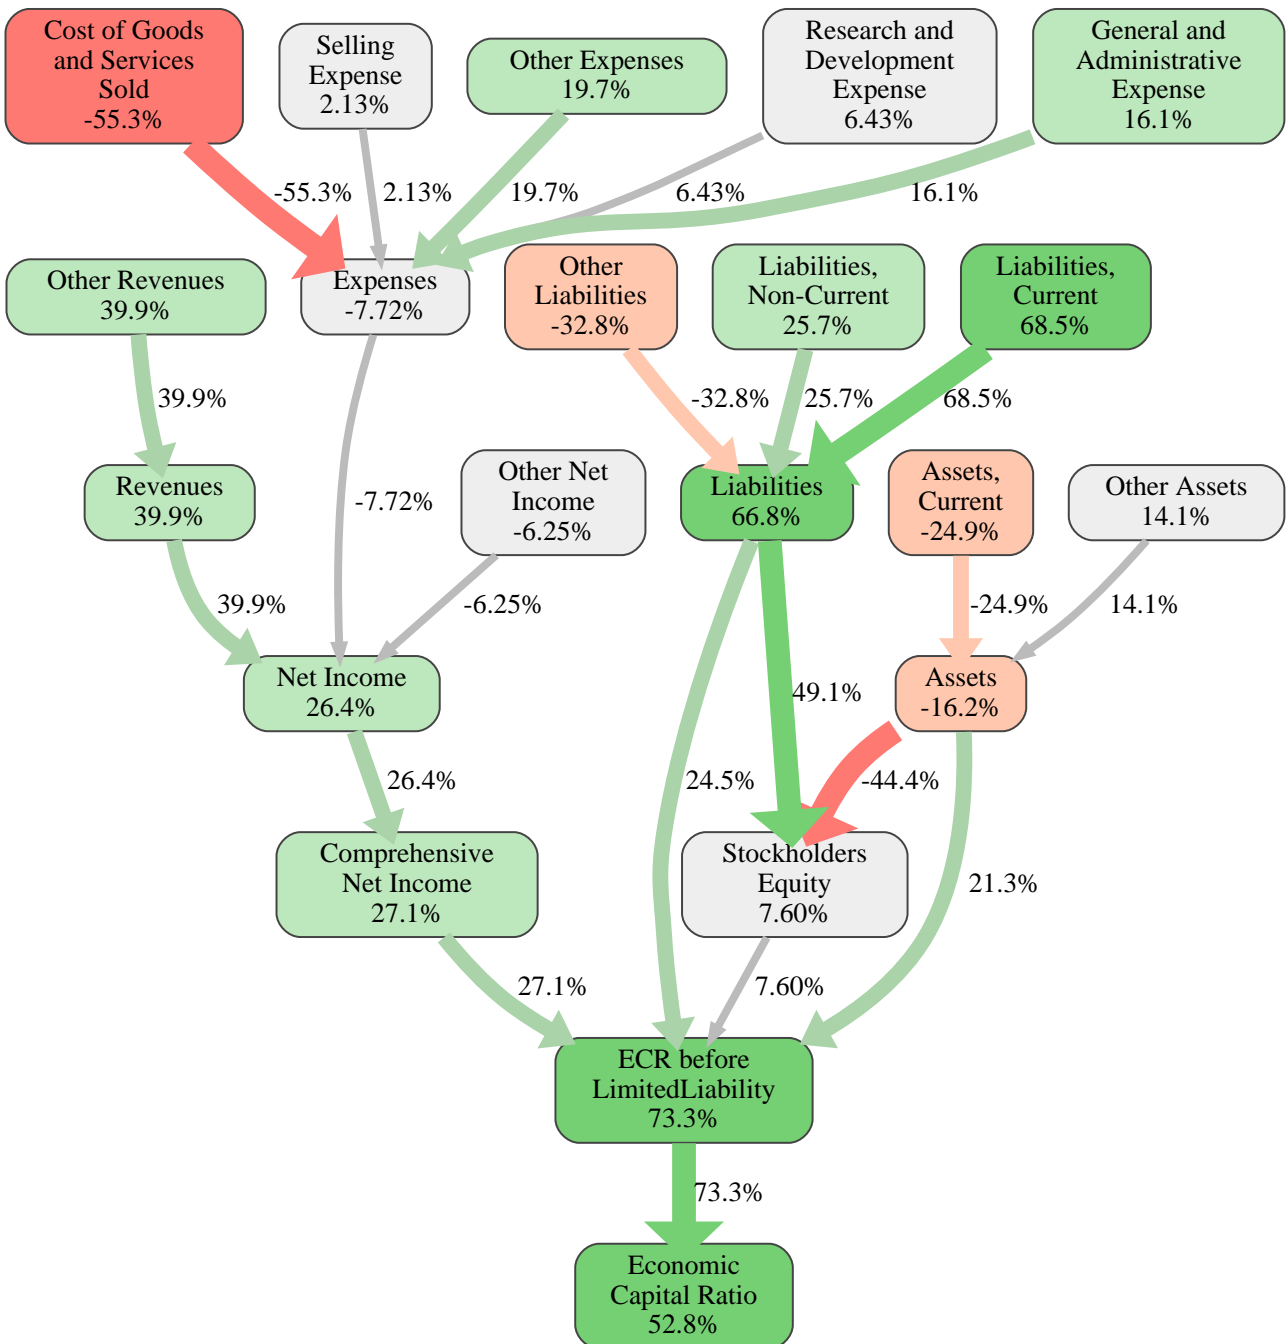 Cost of Goods
and Services
Sold
-55.3%
Selling
Expense
2.13%
Other Expenses
19.7%
Research and
Development
Expense
6.43%
General and
Administrative
Expense
16.1%
-55.3%
2.13%
19.7%
6.43%
16.1%
Other Revenues
39.9%
Expenses
-7.72%
Other
Liabilities
-32.8%
Liabilities,
Non-Current
25.7%
Liabilities,
Current
68.5%
39.9%
-32.8%
25.7%
68.5%
Revenues
39.9%
-7.72%
Other Net
Income
-6.25%
Liabilities
66.8%
Assets,
Current
-24.9%
Other Assets
14.1%
39.9%
-6.25%
-24.9%
14.1%
Net Income
26.4%
49.1%
Assets
-16.2%
26.4%
24.5%
-44.4%
Comprehensive
Net Income
27.1%
Stockholders
Equity
7.60%
21.3%
27.1%
7.60%
ECR before
LimitedLiability
73.3%
73.3%
Economic
Capital Ratio
52.8%